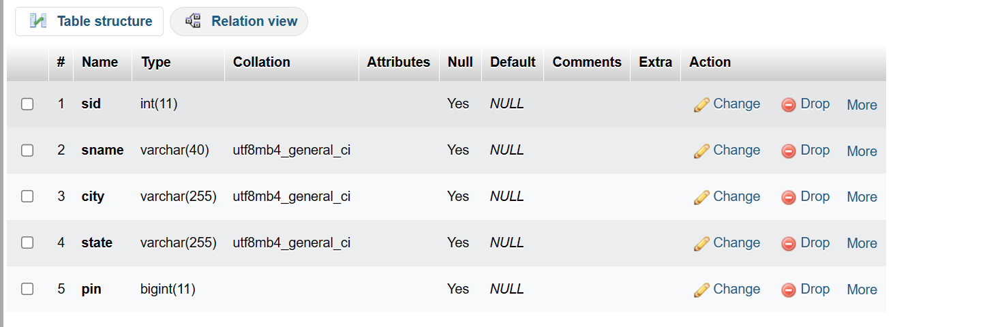 Table structure Relation view
# Name Type Collation Attributes Null Default Comments Extra Action
1 sid int(11) Yes NULL Change Drop More
2 sname varchar(40) utf8mb4_general_ci Yes NULL Change Drop More
3 city varchar(255) utf8mb4_general_ci Yes NULL Change Drop More
4 state varchar(255) utf8mb4_general_ci Yes NULL Change Drop More
5 pin bigint(11) Yes NULL Change Drop More